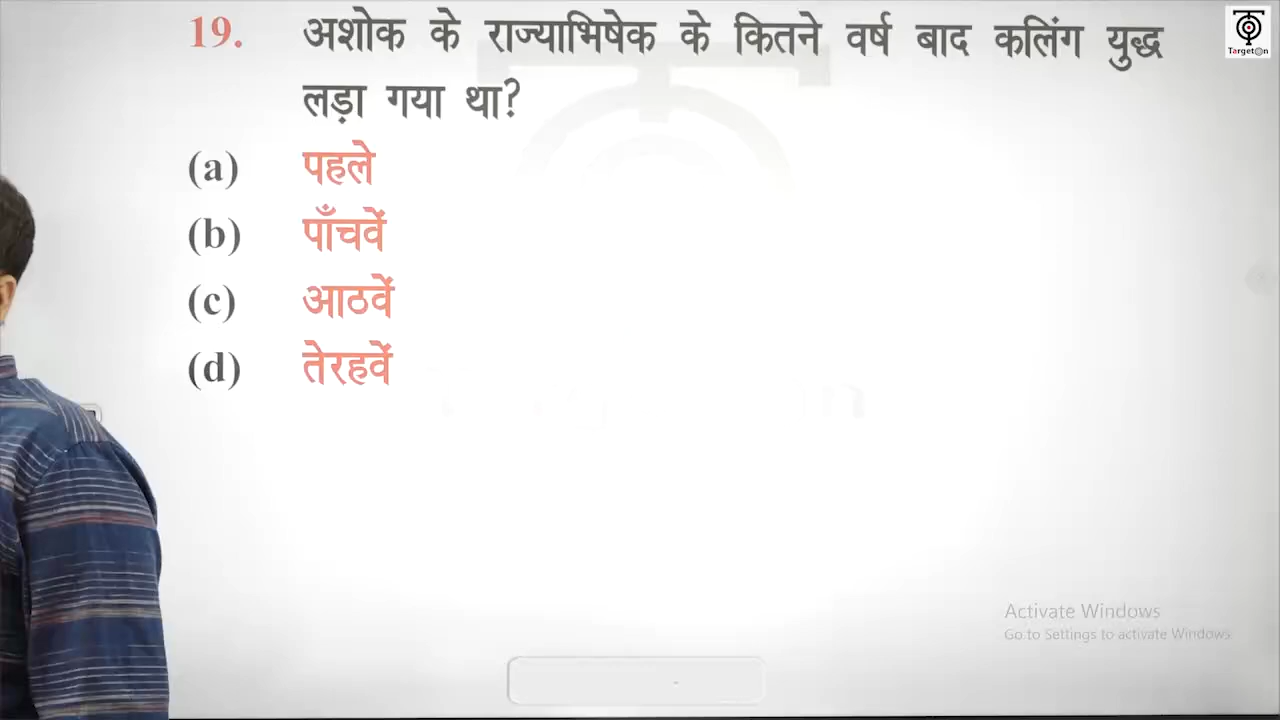 19. अशोक के राज्याभिषेक के कितने वर्ष बाद कलिंग युद्ध
लड़ा गया था?
(a) पहले
(b) पाँचवें
(c) आठवें
(d) तेरहवें
Target@n
Activate Windows
Go to Settings to activate Windows.